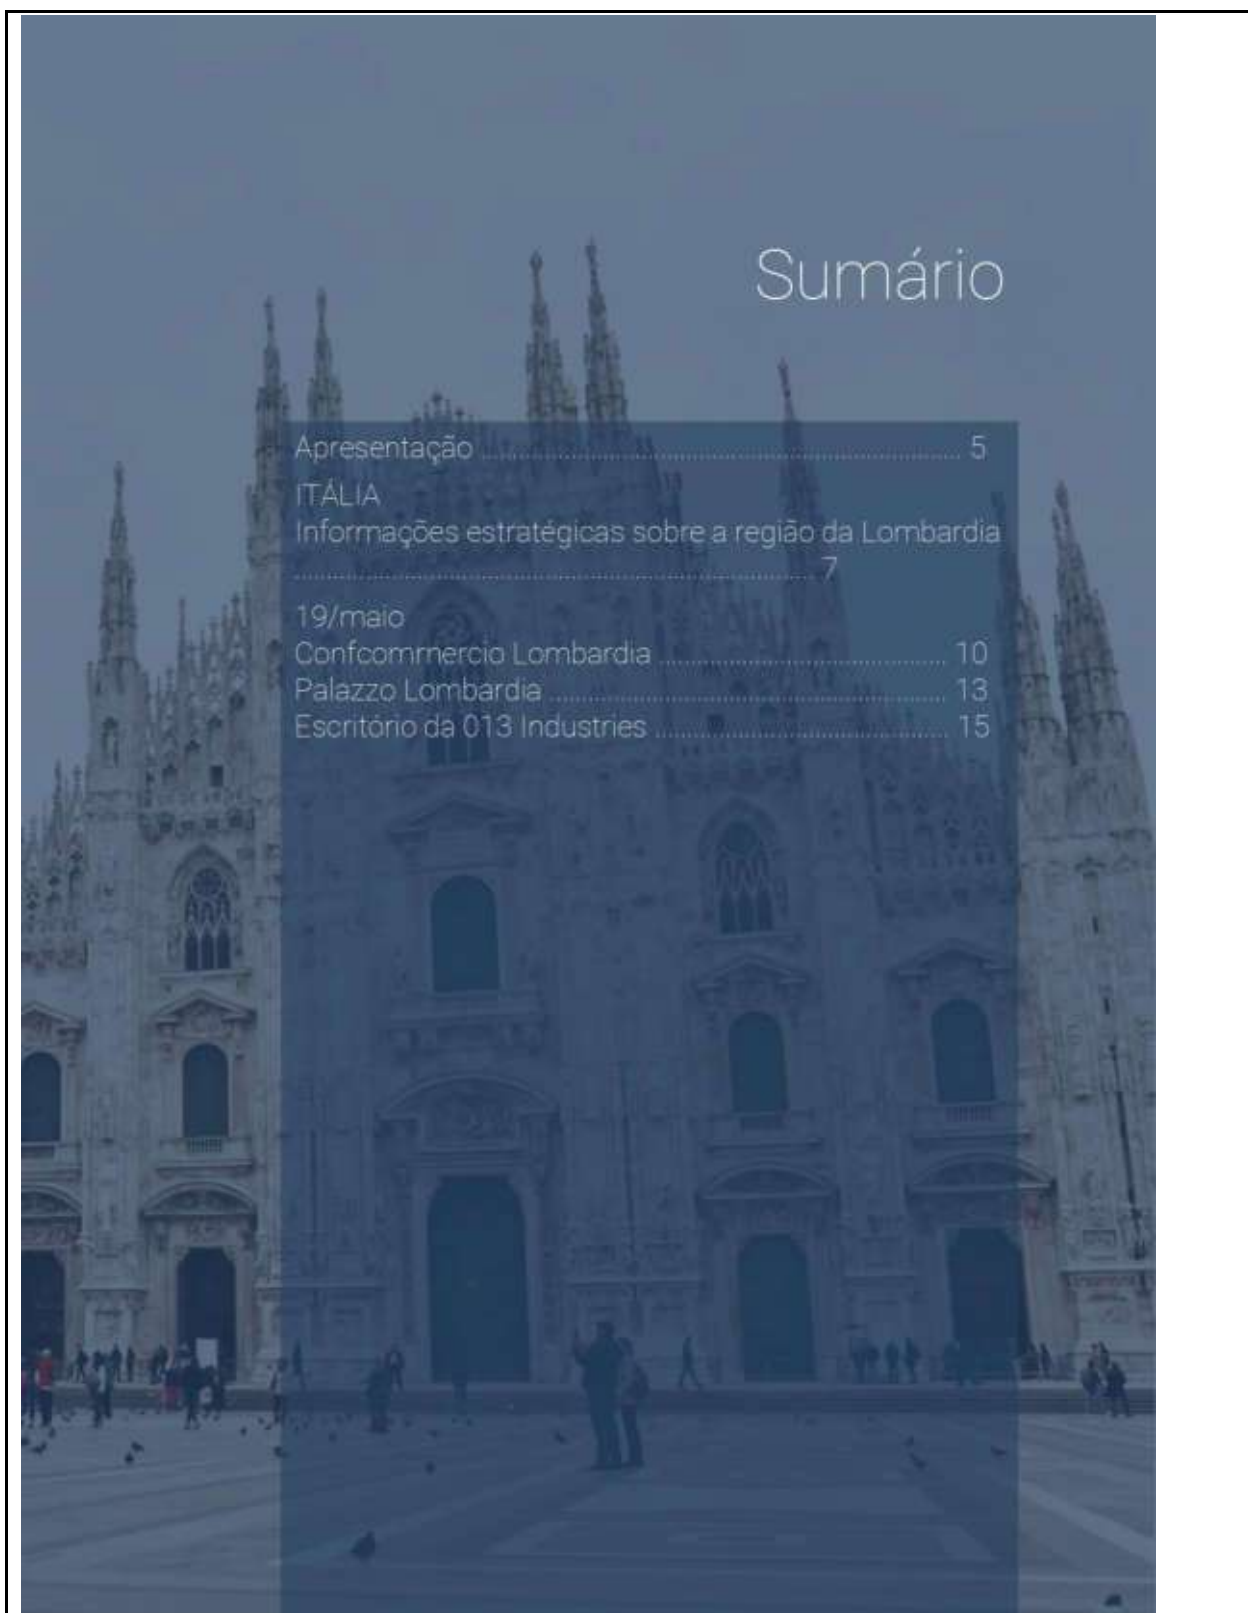 Sumário
Apresentação ........................................................... 5
ITÁLIA
Informações estratégicas sobre a região da Lombardia
................................................................ 7
19/maio
Confcommercio Lombardia .................................... 10
Palazzo Lombardia ................................................. 13
Escritório da 013 Industries .................................... 15